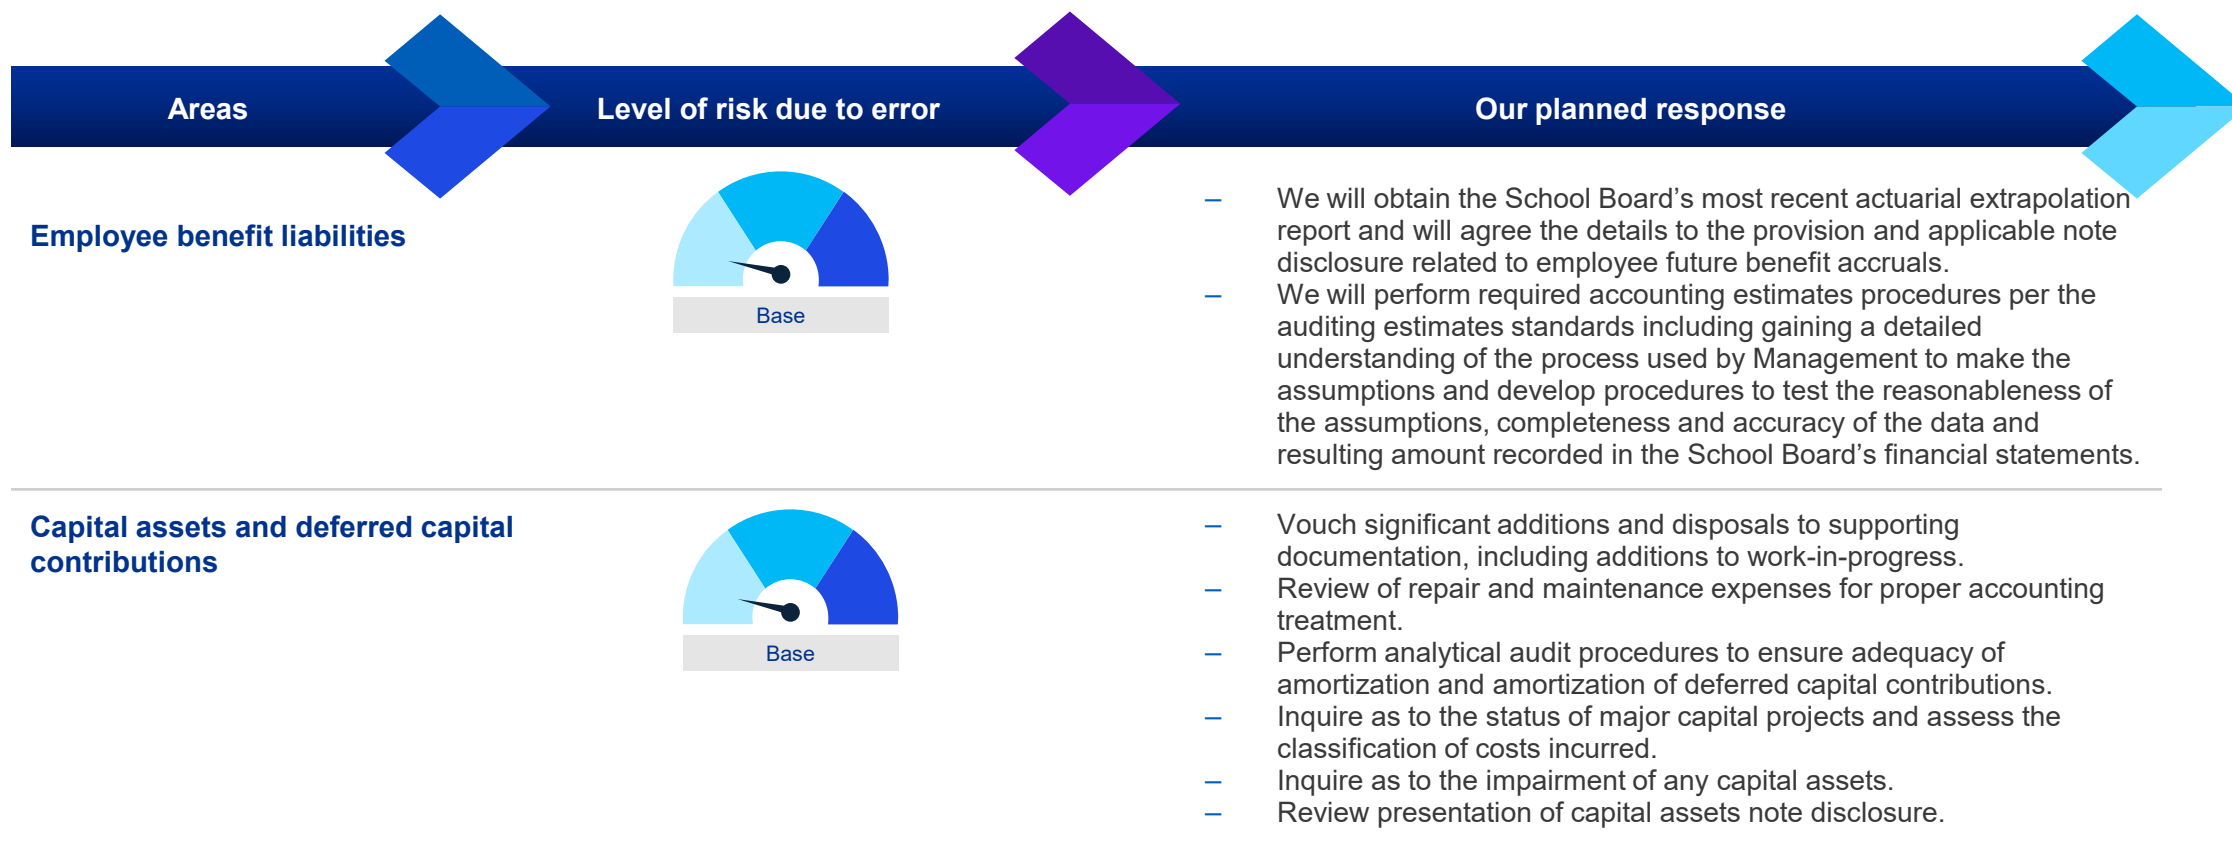 Areas
Level of risk due to error
Our planned response
Employee benefit liabilities
Base
– We will obtain the School Board’s most recent actuarial extrapolation
report and will agree the details to the provision and applicable note
disclosure related to employee future benefit accruals.
– We will perform required accounting estimates procedures per the
auditing estimates standards including gaining a detailed
understanding of the process used by Management to make the
assumptions and develop procedures to test the reasonableness of
the assumptions, completeness and accuracy of the data and
resulting amount recorded in the School Board’s financial statements.
Capital assets and deferred capital
contributions
Base
– Vouch significant additions and disposals to supporting
documentation, including additions to work-in-progress.
– Review of repair and maintenance expenses for proper accounting
treatment.
– Perform analytical audit procedures to ensure adequacy of
amortization and amortization of deferred capital contributions.
– Inquire as to the status of major capital projects and assess the
classification of costs incurred.
– Inquire as to the impairment of any capital assets.
– Review presentation of capital assets note disclosure.